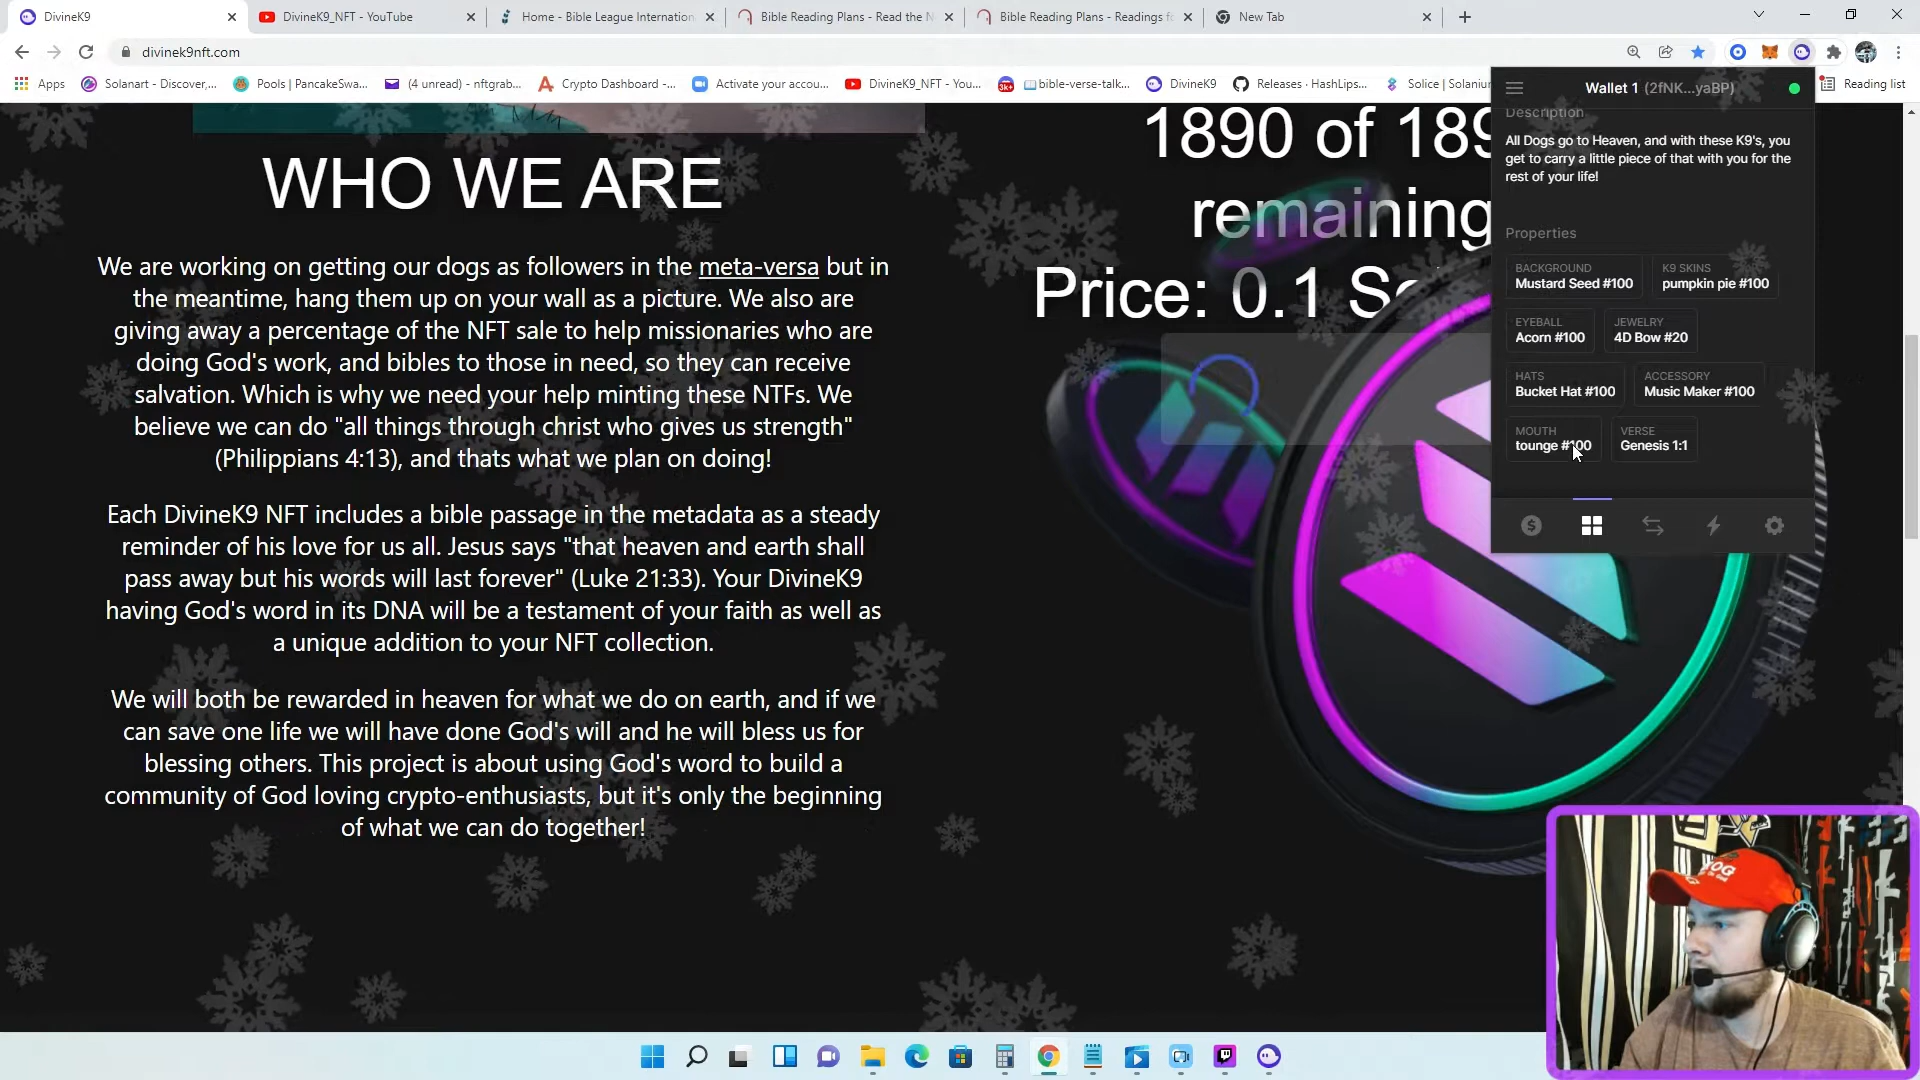 DivineK9
DivineK9_NFT - YouTube
Home - Bible League Internation
Bible Reading Plans - Read the N
Bible Reading Plans - Readings fo
New Tab
divinek9nft.com
Apps
Solanart - Discover,...
Pools | PancakeSwa...
(4 unread) - nftgrab...
Crypto Dashboard -...
Activate your accou...
DivineK9_NFT - You...
bible-verse-talk...
DivineK9
Releases · HashLips...
Solice | Solaniu
Reading list
WHO WE ARE
We are working on getting our dogs as followers in the meta-versa but in
the meantime, hang them up on your wall as a picture. We also are
giving away a percentage of the NFT sale to help missionaries who are
doing God's work, and bibles to those in need, so they can receive
salvation. Which is why we need your help minting these NTFs. We
believe we can do "all things through christ who gives us strength"
(Philippians 4:13), and thats what we plan on doing!
Each DivineK9 NFT includes a bible passage in the metadata as a steady
reminder of his love for us all. Jesus says "that heaven and earth shall
pass away but his words will last forever" (Luke 21:33). Your DivineK9
having God's word in its DNA will be a testament of your faith as well as
a unique addition to your NFT collection.
We will both be rewarded in heaven for what we do on earth, and if we
can save one life we will have done God's will and he will bless us for
blessing others. This project is about using God's word to build a
community of God loving crypto-enthusiasts, but it's only the beginning
of what we can do together!
1890 of 189
remaining
Price: 0.1 So
Wallet 1 (2fNK...yaBP)
Description
All Dogs go to Heaven, and with these K9's, you
get to carry a little piece of that with you for the
rest of your life!
Properties
BACKGROUND
Mustard Seed #100
K9 SKINS
pumpkin pie #100
EYEBALL
Acorn #100
JEWELRY
4D Bow #20
HATS
Bucket Hat #100
ACCESSORY
Music Maker #100
MOUTH
tounge #100
VERSE
Genesis 1:1